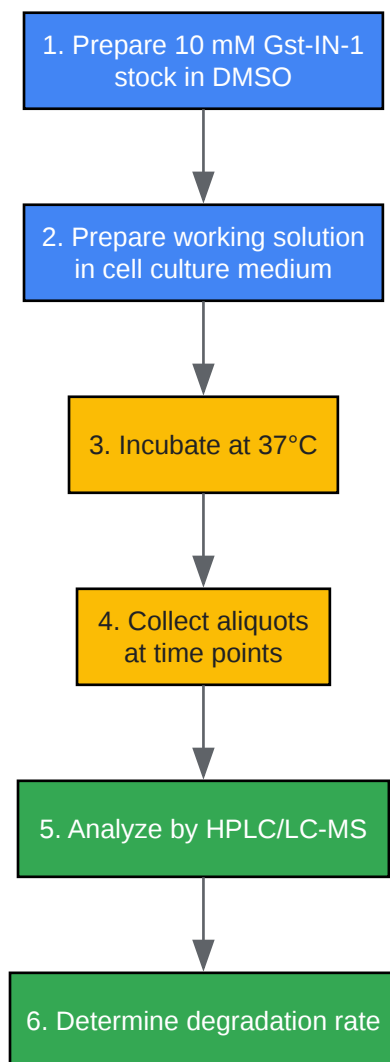 1. Prepare 10 mM Gst-IN-1
stock in DMSO
2. Prepare working solution
in cell culture medium
3. Incubate at 37°C
4. Collect aliquots
at time points
5. Analyze by HPLC/LC-MS
6. Determine degradation rate